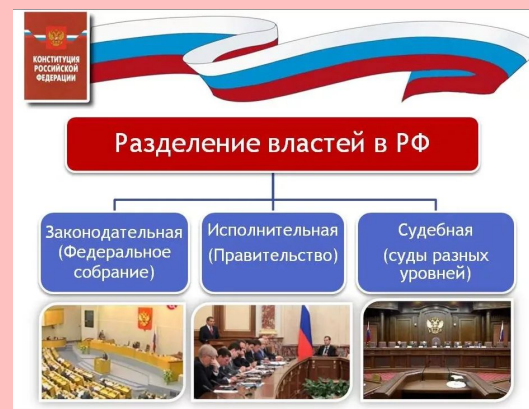 КОНСТИТУЦИЯ
РОССИЙСКОЙ
ФЕДЕРАЦИИ
Разделение властей в РФ
Законодательная
(Федеральное
собрание)
Исполнительная
(Правительство)
Судебная
(суды разных
уровней)